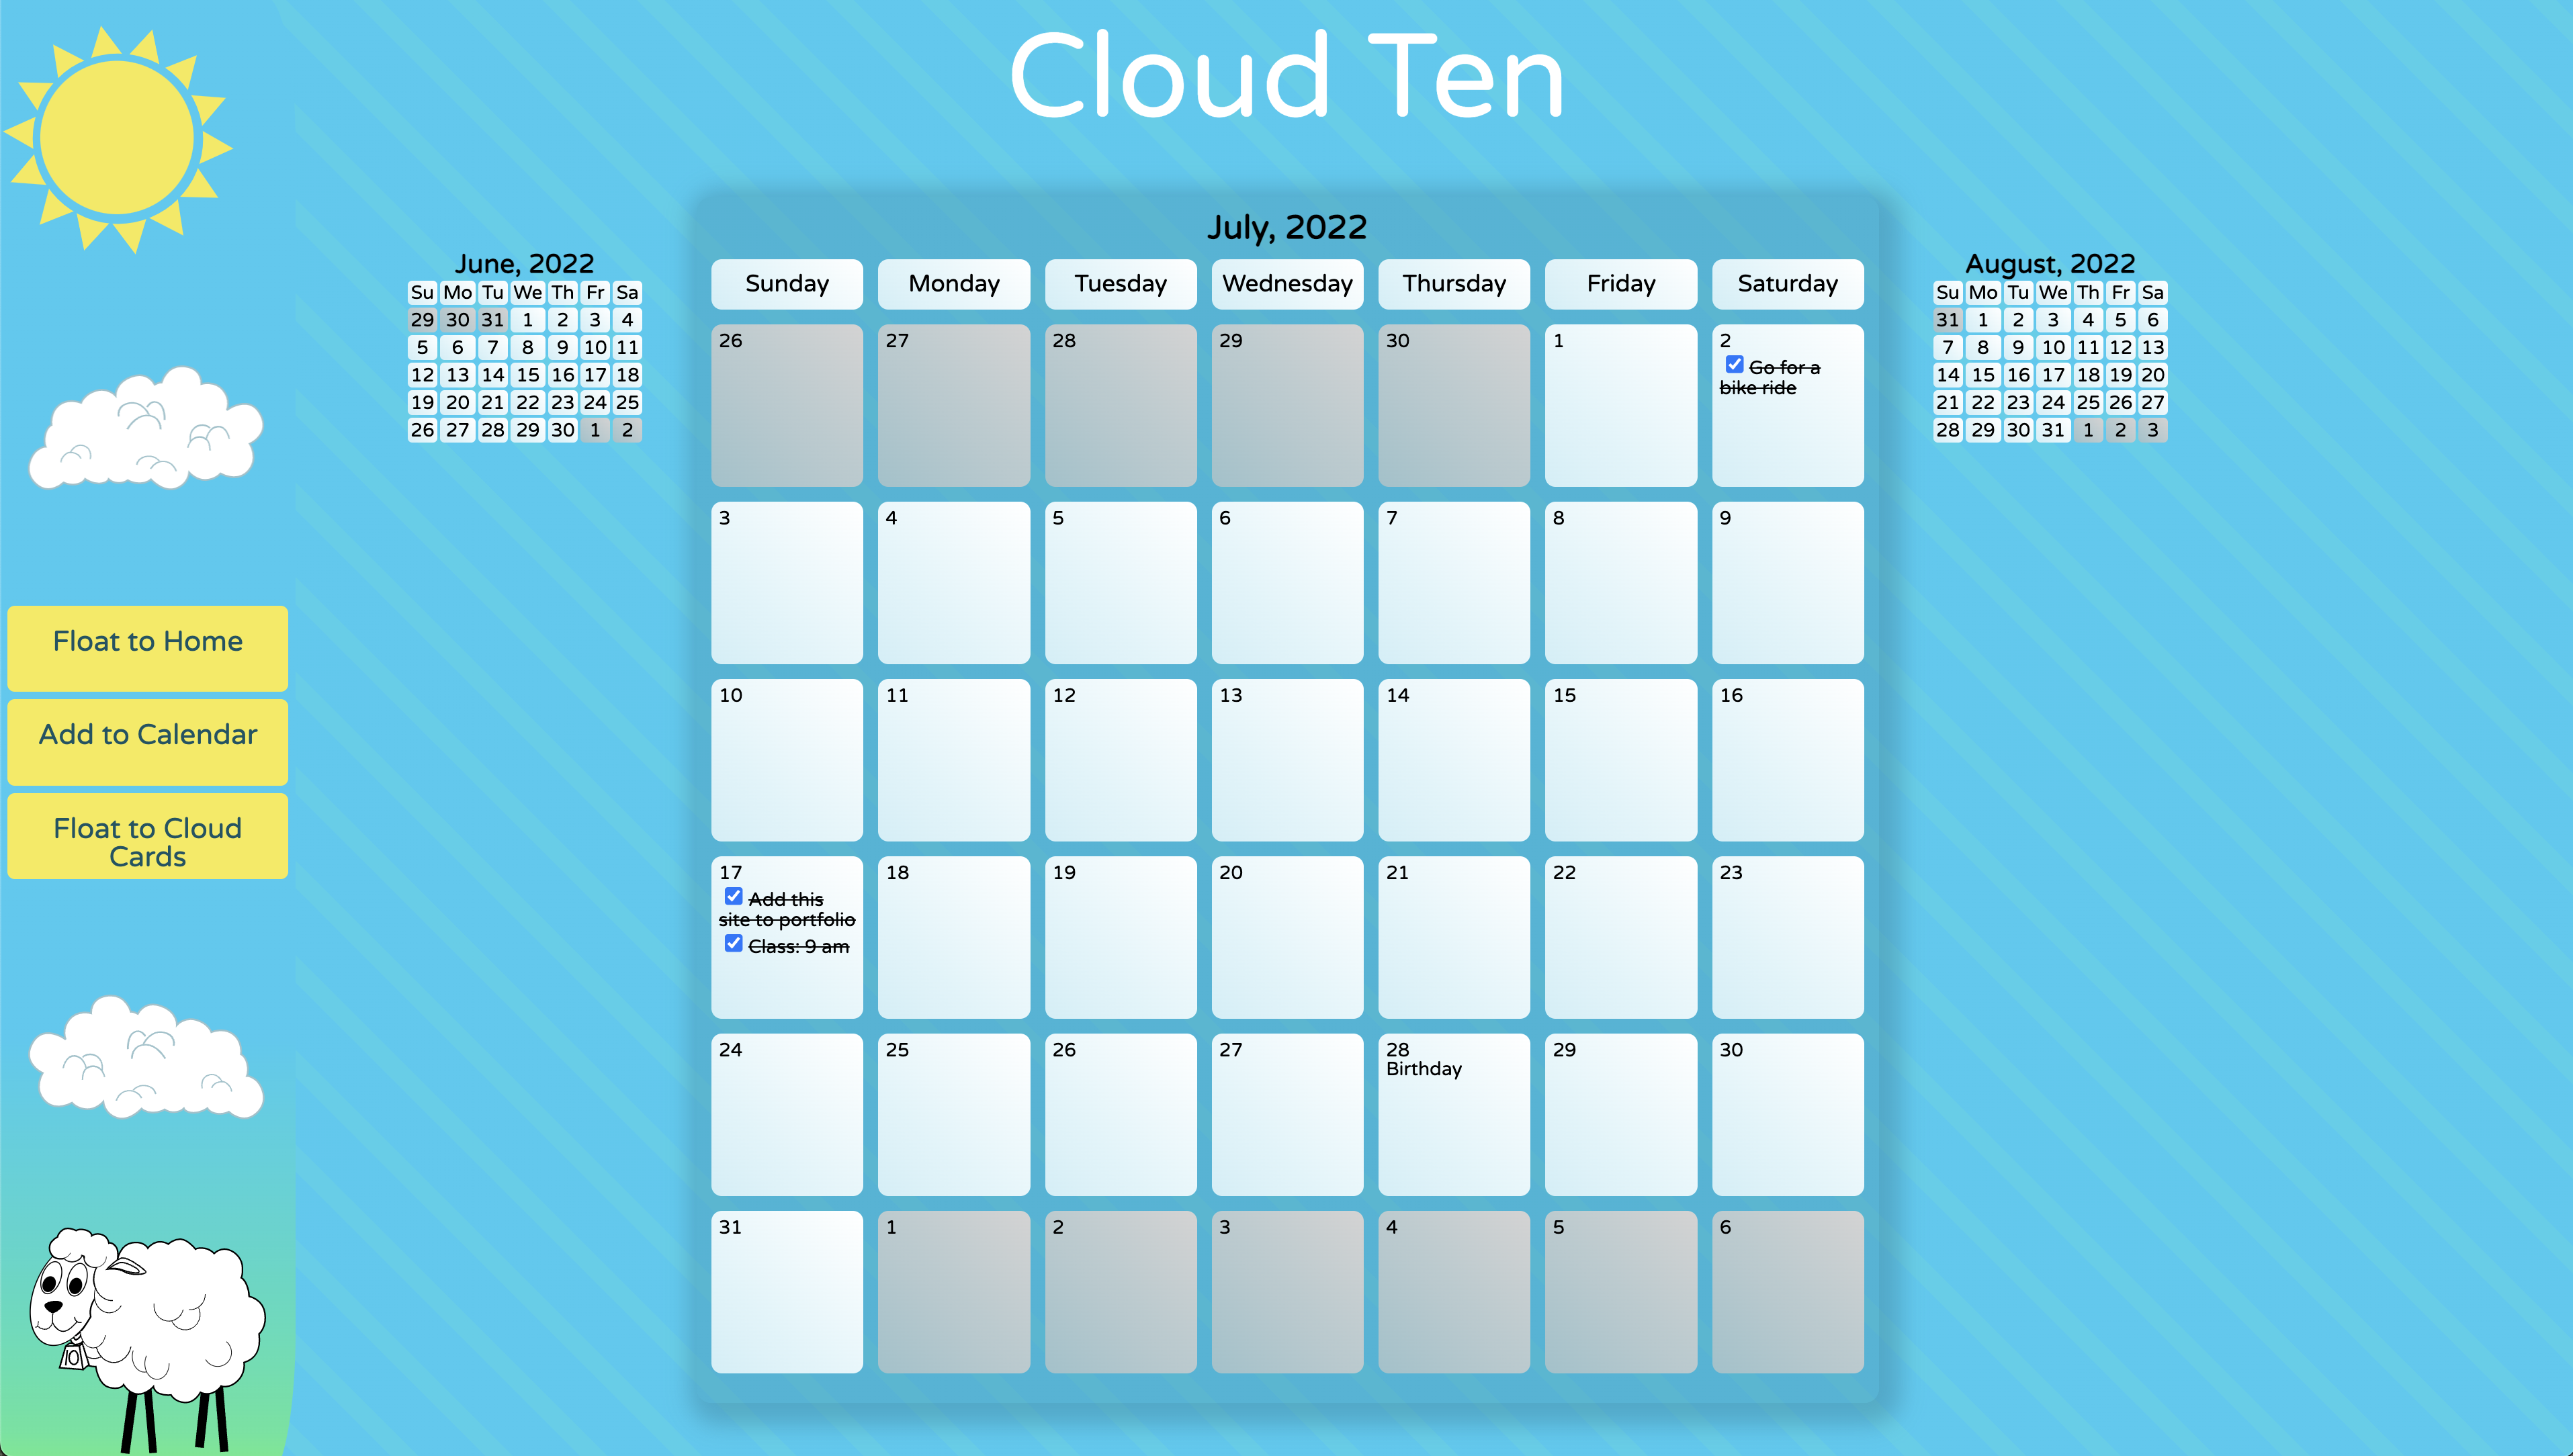 Cloud Ten
June, 2022
Su Mo Tu We Th Fr Sa
29 30 31 1 2 3 4
5 6 7 8 9 10 11
12 13 14 15 16 17 18
19 20 21 22 23 24 25
26 27 28 29 30 1 2
July, 2022
Sunday Monday Tuesday Wednesday Thursday Friday Saturday
26 27 28 29 30 1 2
Go for a
bike ride
3 4 5 6 7 8 9
10 11 12 13 14 15 16
17 18 19 20 21 22 23
Add this
site to portfolio
Class: 9 am
24 25 26 27 28 29 30
Birthday
31 1 2 3 4 5 6
August, 2022
Su Mo Tu We Th Fr Sa
31 1 2 3 4 5 6
7 8 9 10 11 12 13
14 15 16 17 18 19 20
21 22 23 24 25 26 27
28 29 30 31 1 2 3
Float to Home
Add to Calendar
Float to Cloud
Cards
10